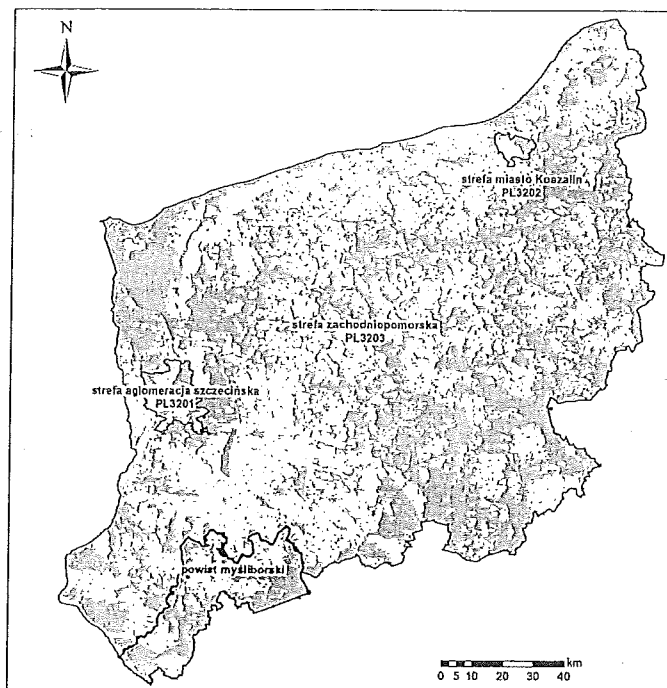 N
strefa miasto Koszalin
PL3202
strefa zachodniopomorska
PL3203
strefa aglomeracja szczecińska
PL3201
powiat myśliborski
km
0 5 10 20 30 40